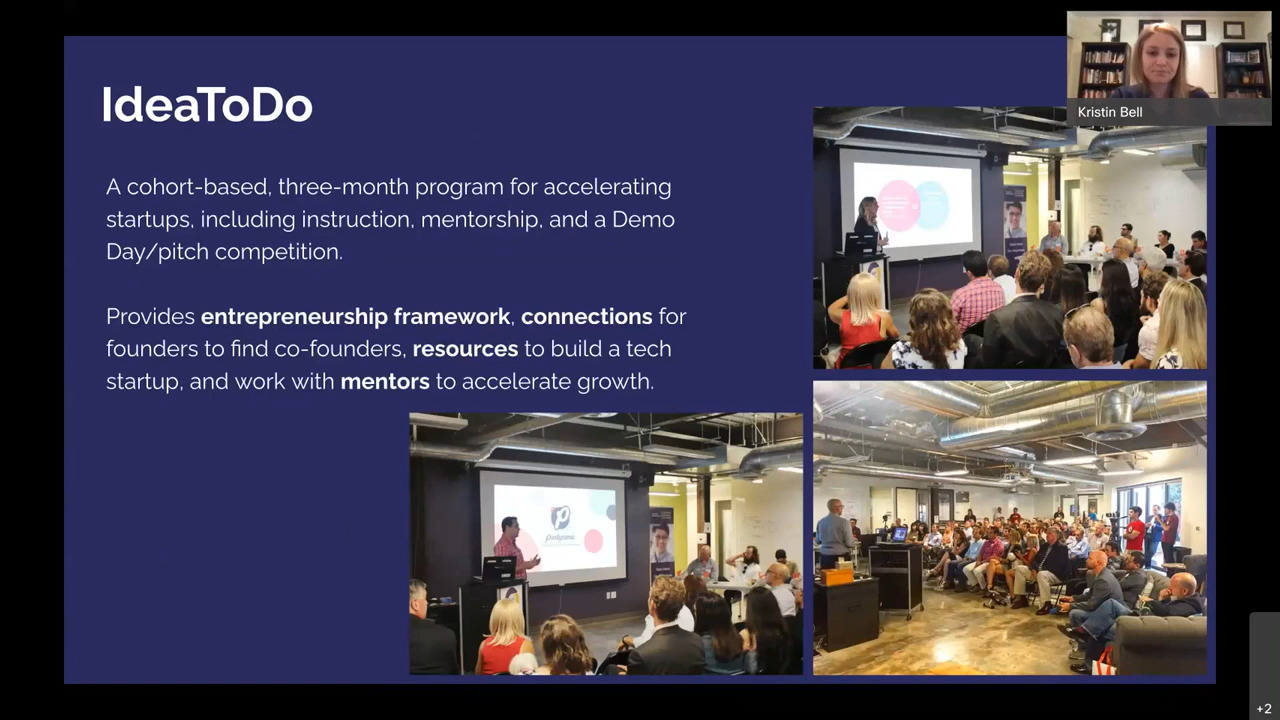 IdeaToDo
A cohort-based, three-month program for accelerating
startups, including instruction, mentorship, and a Demo
Day/pitch competition.
Provides entrepreneurship framework, connections for
founders to find co-founders, resources to build a tech
startup, and work with mentors to accelerate growth.
Kristin Bell
+2